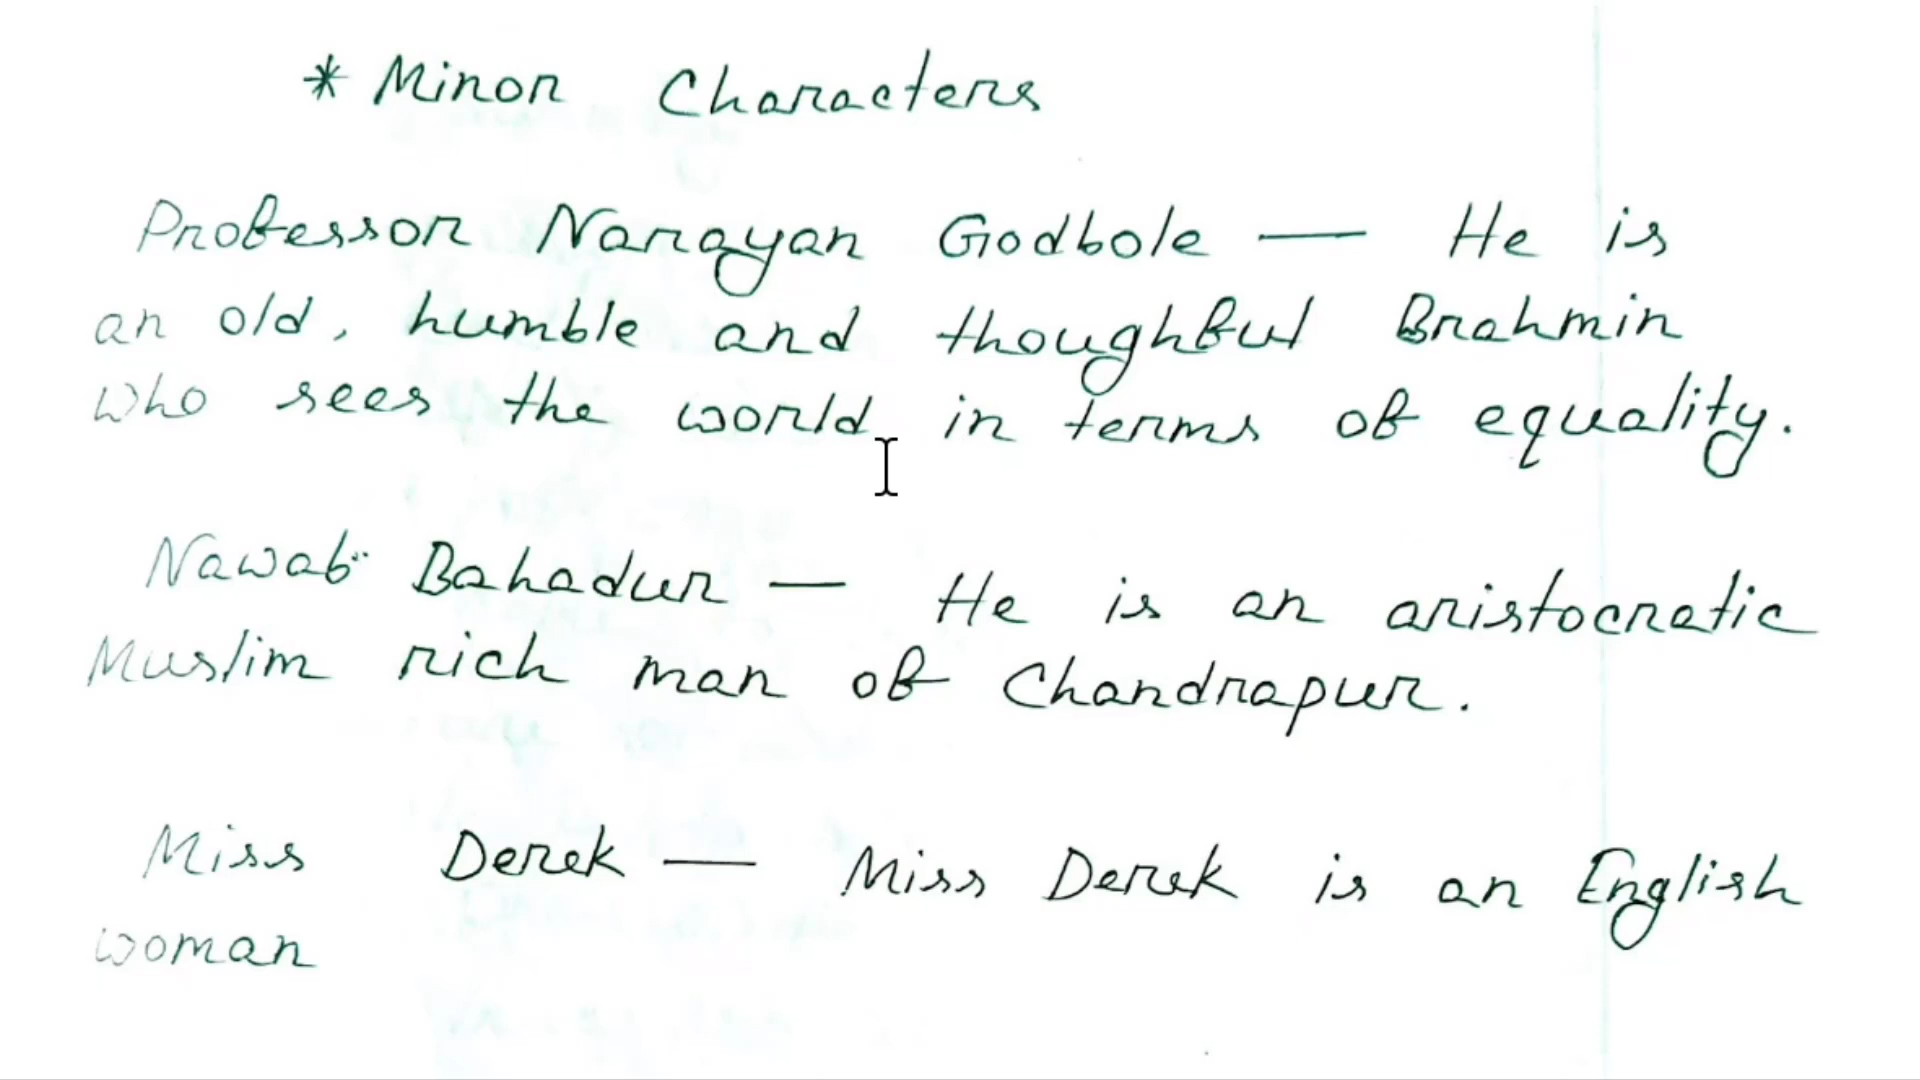 * Minor Characters
Professor Narayan Godbole — He is
an old, humble and thoughful Brahmin
who sees the world in terms of equality.
Nawab Bahadur — He is an aristocratic
Muslim rich man of Chandrapur.
Miss Derek — Miss Derek is an English
woman